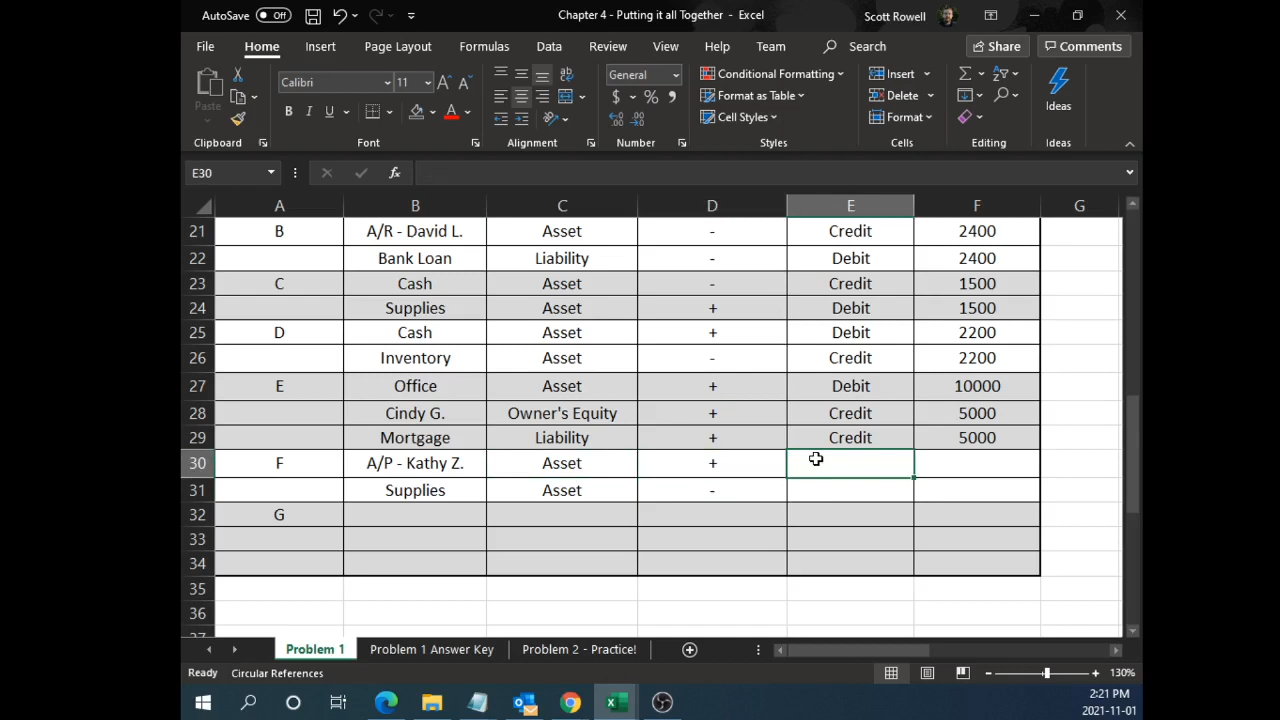 AutoSave Off Chapter 4 - Putting it all Together - Excel Scott Rowell
File Home Insert Page Layout Formulas Data Review View Help Team Search Share Comments
Paste Calibri 11 A A ab General Conditional Formatting Insert Ideas
B I U A $ % , Format as Table Delete
Cell Styles Format
Clipboard Font Alignment Number Styles Cells Editing Ideas
E30 fx
A B C D E F G
21 B A/R - David L. Asset - Credit 2400
22 Bank Loan Liability - Debit 2400
23 C Cash Asset - Credit 1500
24 Supplies Asset + Debit 1500
25 D Cash Asset + Debit 2200
26 Inventory Asset - Credit 2200
27 E Office Asset + Debit 10000
28 Cindy G. Owner's Equity + Credit 5000
29 Mortgage Liability + Credit 5000
30 F A/P - Kathy Z. Asset +
31 Supplies Asset -
32 G
33
34
35
36
37
Problem 1 Problem 1 Answer Key Problem 2 - Practice!
Ready Circular References 130%
2:21 PM
2021-11-01